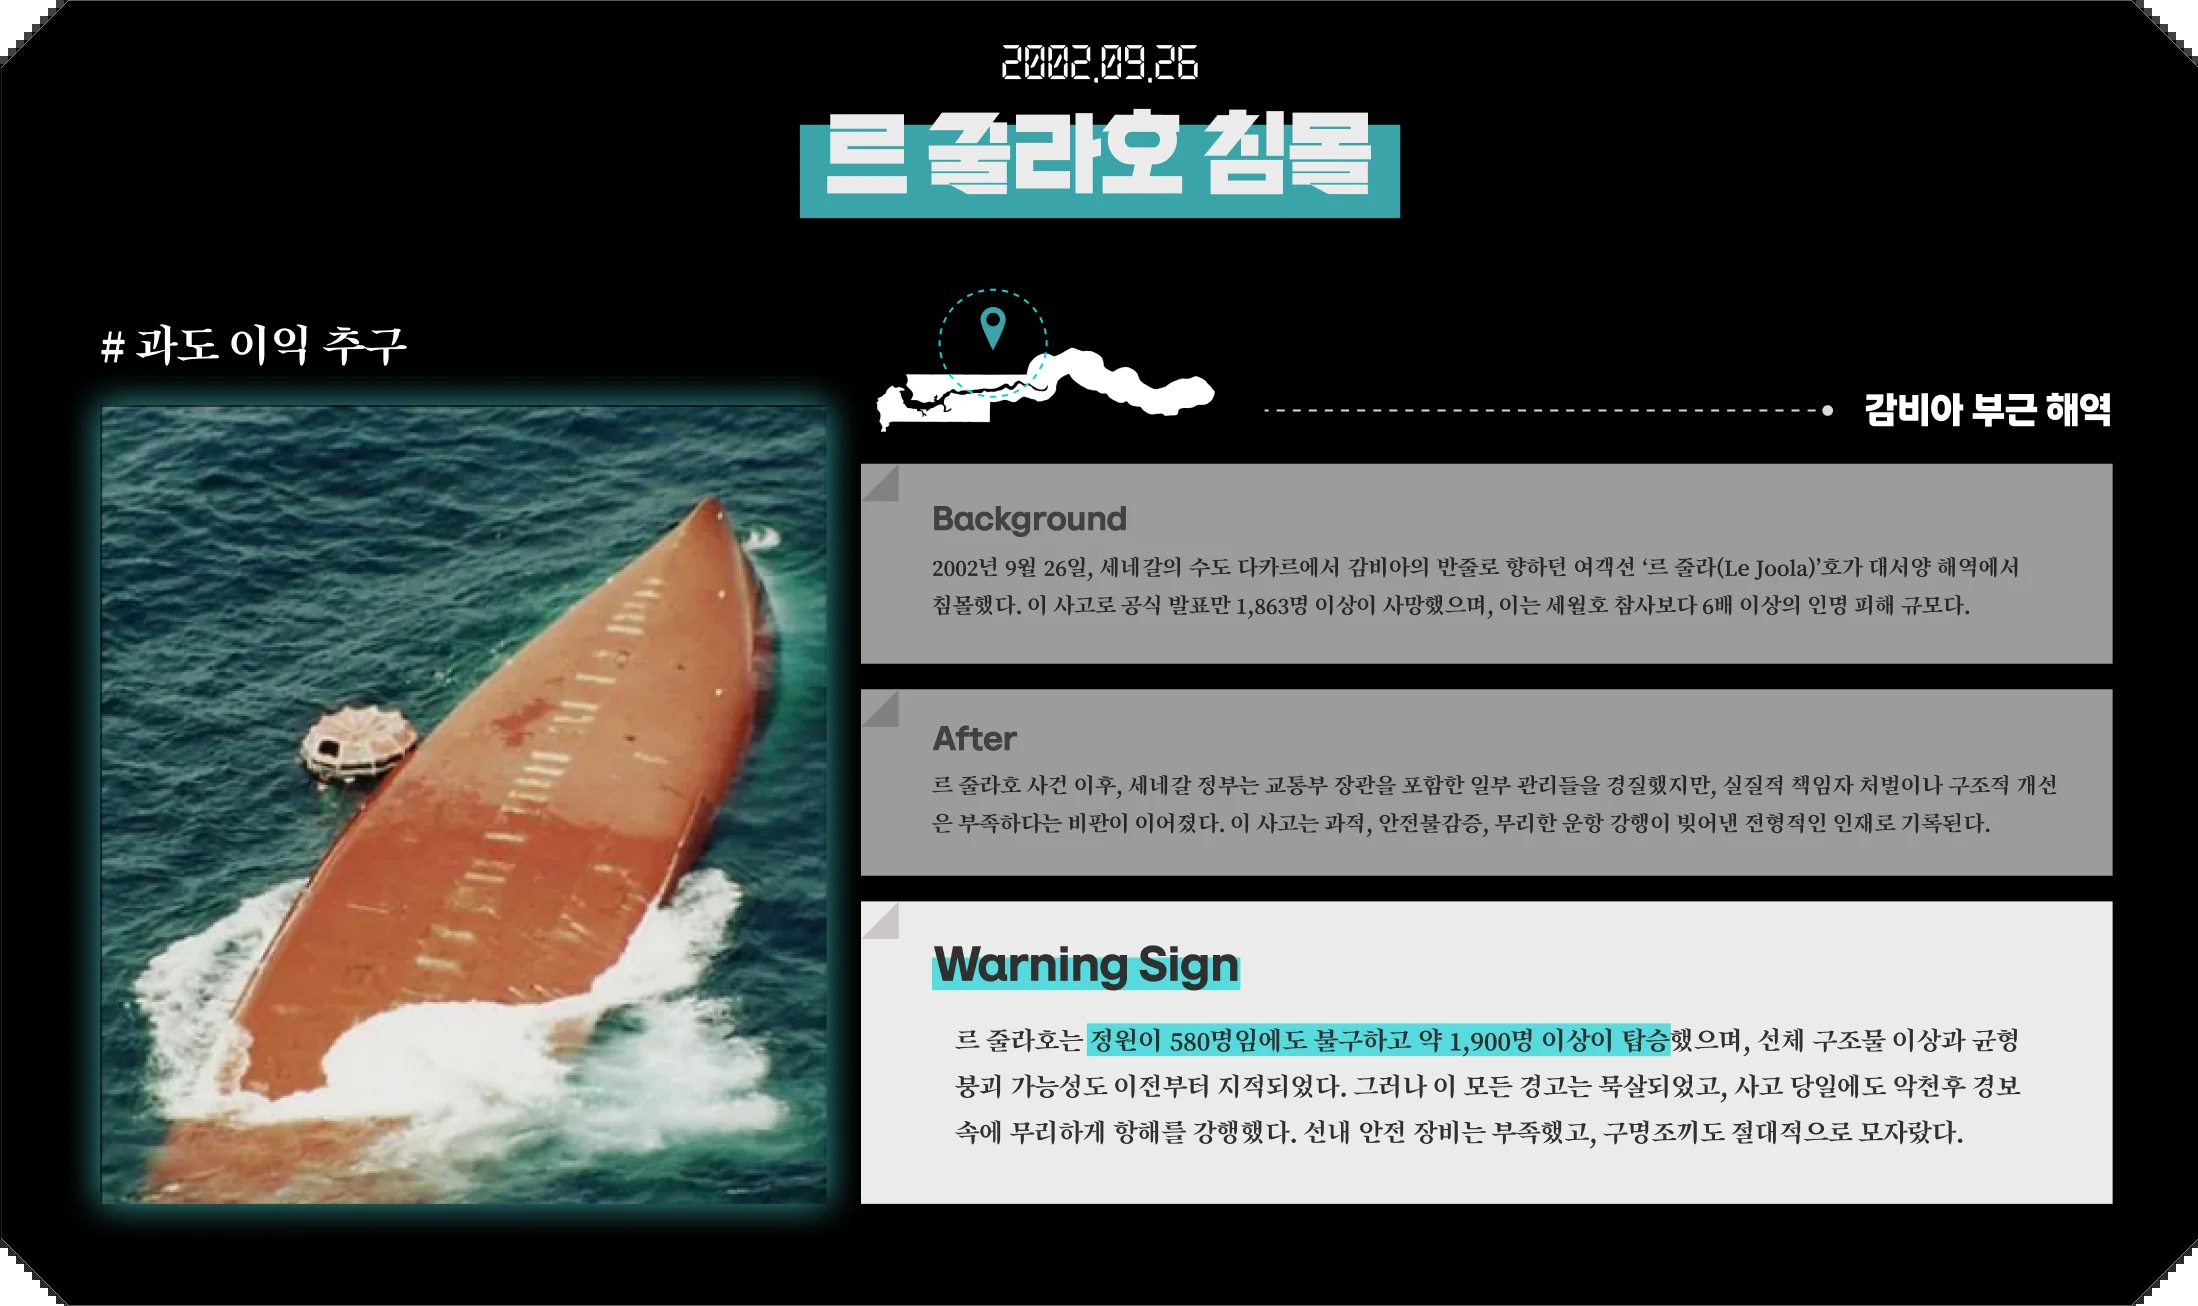 2002.09.26
르 줄라호 침몰
# 과도 이익 추구
감비아 부근 해역
Background
2002년 9월 26일, 세네갈의 수도 다카르에서 감비아의 반줄로 향하던 여객선 ‘르 줄라(Le Joola)’호가 대서양 해역에서
침몰했다. 이 사고로 공식 발표만 1,863명 이상이 사망했으며, 이는 세월호 참사보다 6배 이상의 인명 피해 규모다.
After
르 줄라호 사건 이후, 세네갈 정부는 교통부 장관을 포함한 일부 관리들을 경질했지만, 실질적 책임자 처벌이나 구조적 개선
은 부족하다는 비판이 이어졌다. 이 사고는 과적, 안전불감증, 무리한 운항 강행이 빚어낸 전형적인 인재로 기록된다.
Warning Sign
르 줄라호는 정원이 580명임에도 불구하고 약 1,900명 이상이 탑승했으며, 선체 구조물 이상과 균형
붕괴 가능성도 이전부터 지적되었다. 그러나 이 모든 경고는 묵살되었고, 사고 당일에도 악천후 경보
속에 무리하게 항해를 강행했다. 선내 안전 장비는 부족했고, 구명조끼도 절대적으로 모자랐다.